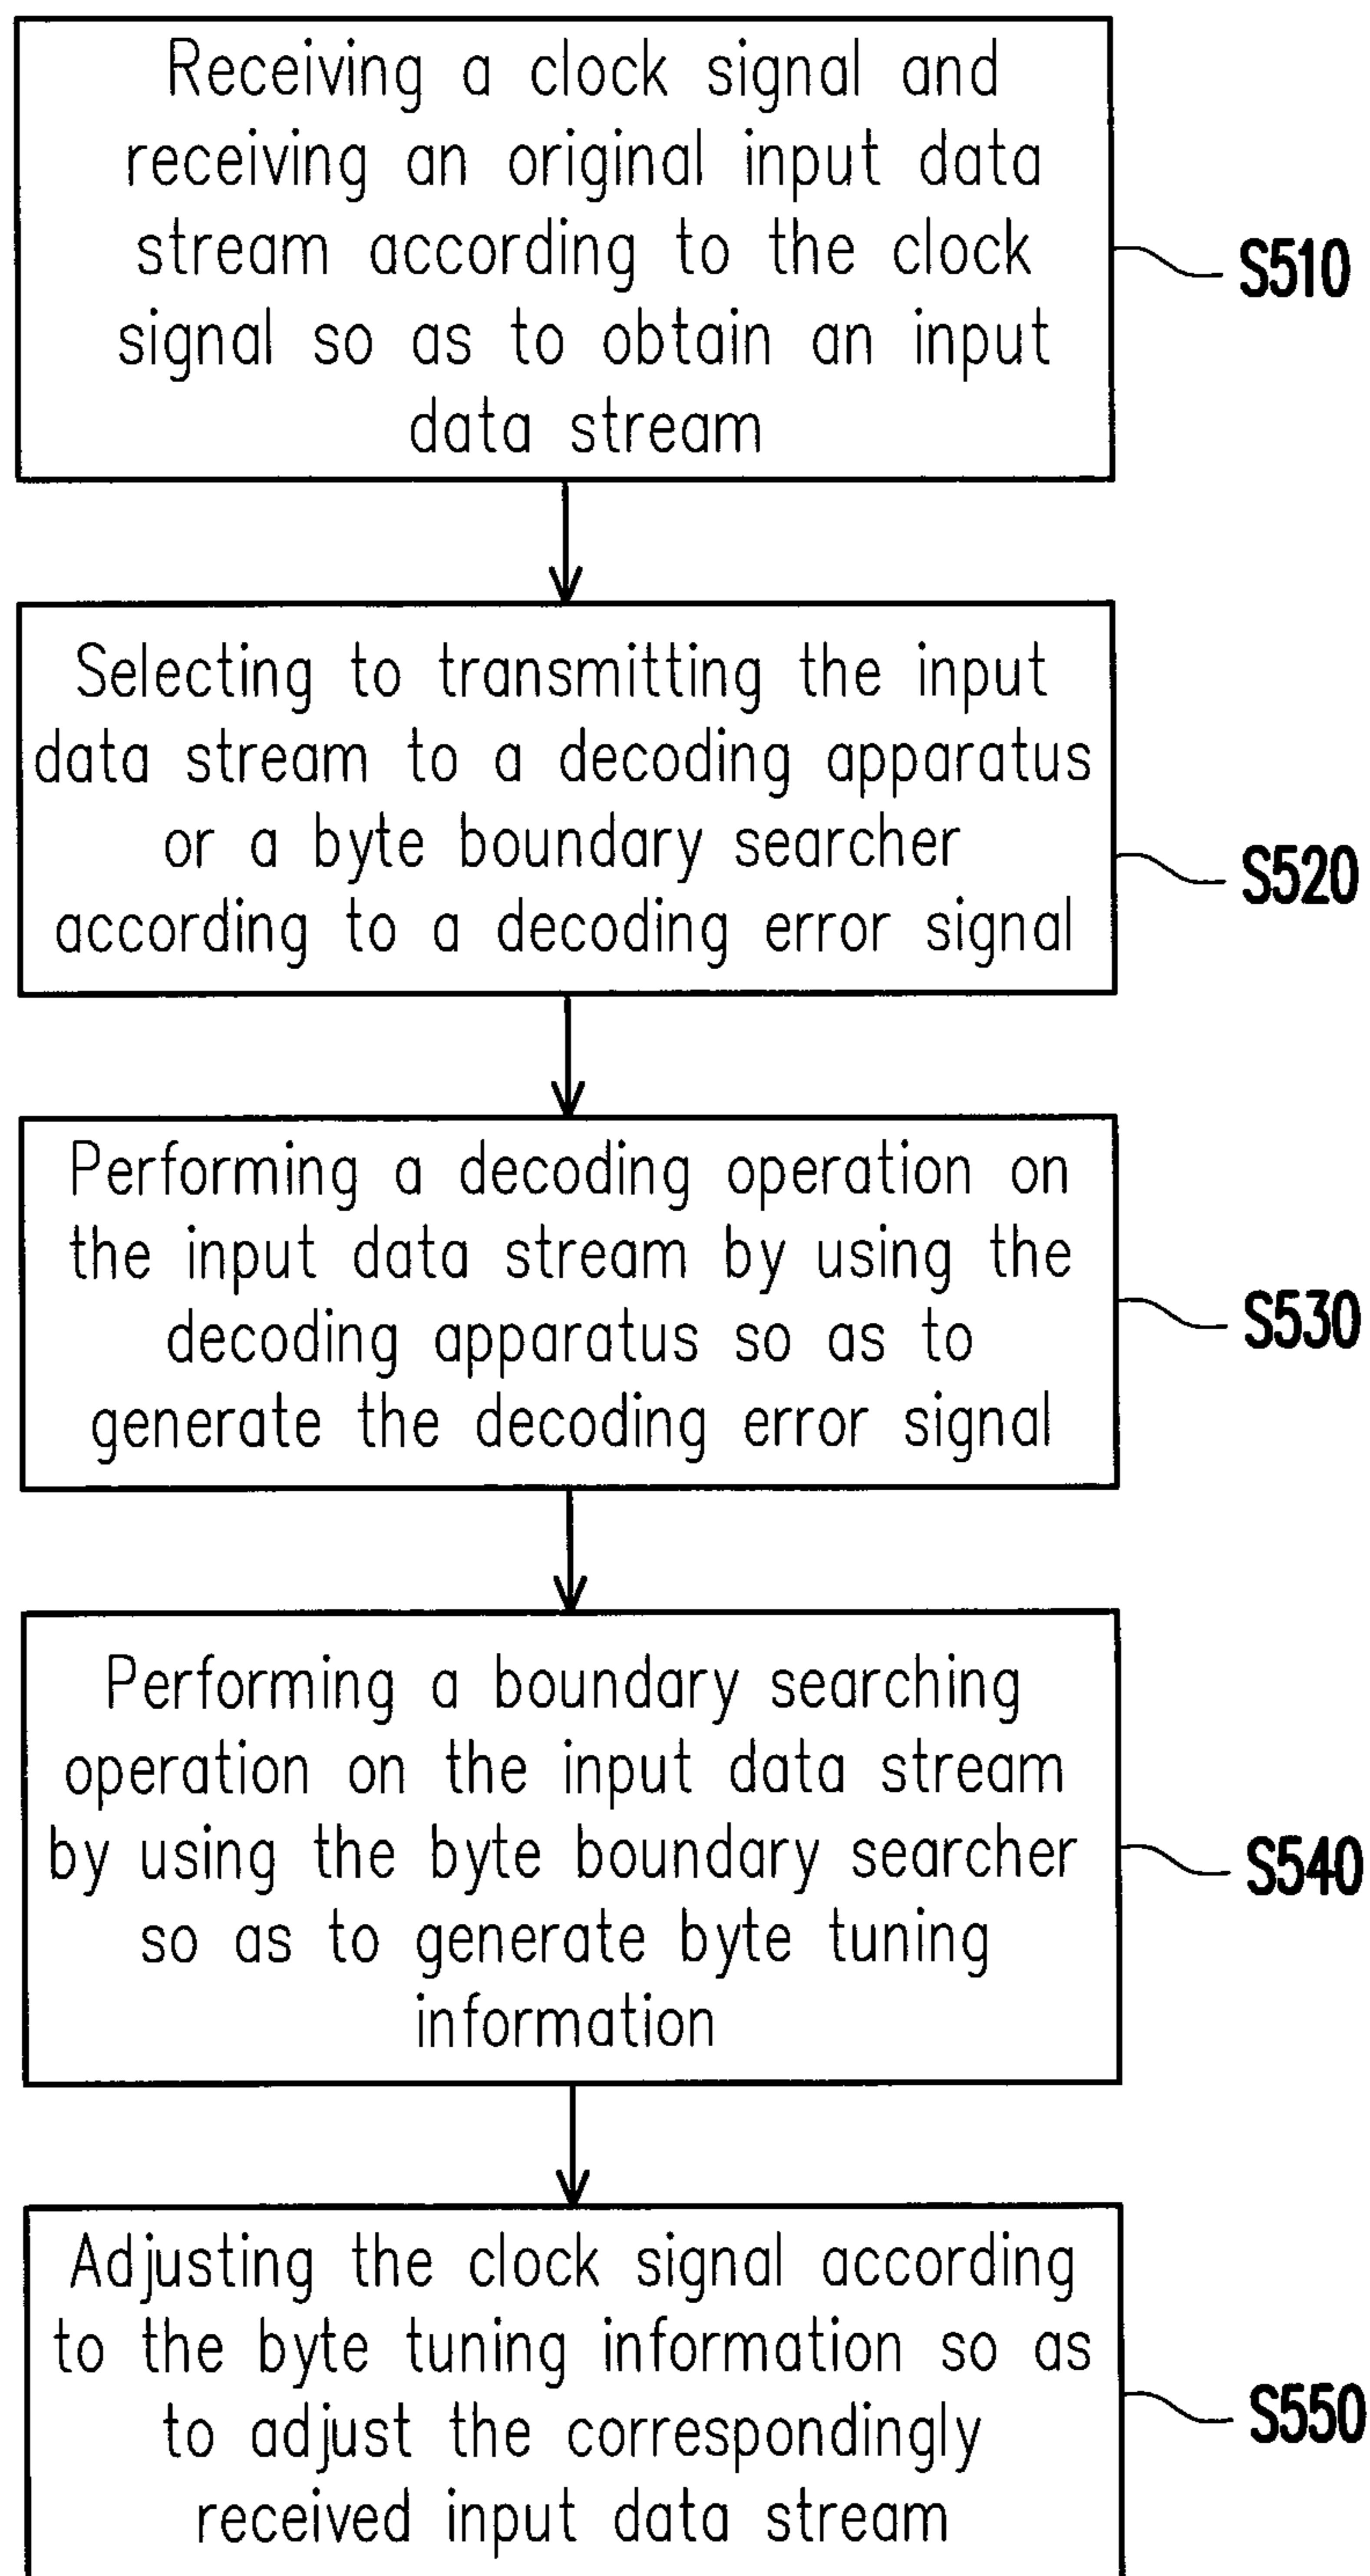 Receiving a clock signal and
receiving an original input data
stream according to the clock
signal so as to obtain an input
data stream
S510
Selecting to transmitting the input
data stream to a decoding apparatus
or a byte boundary searcher
according to a decoding error signal
S520
Performing a decoding operation on
the input data stream by using the
decoding apparatus so as to
generate the decoding error signal
S530
Performing a boundary searching
operation on the input data stream
by using the byte boundary searcher
so as to generate byte tuning
information
S540
Adjusting the clock signal according
to the byte tuning information so as
to adjust the correspondingly
received input data stream
S550